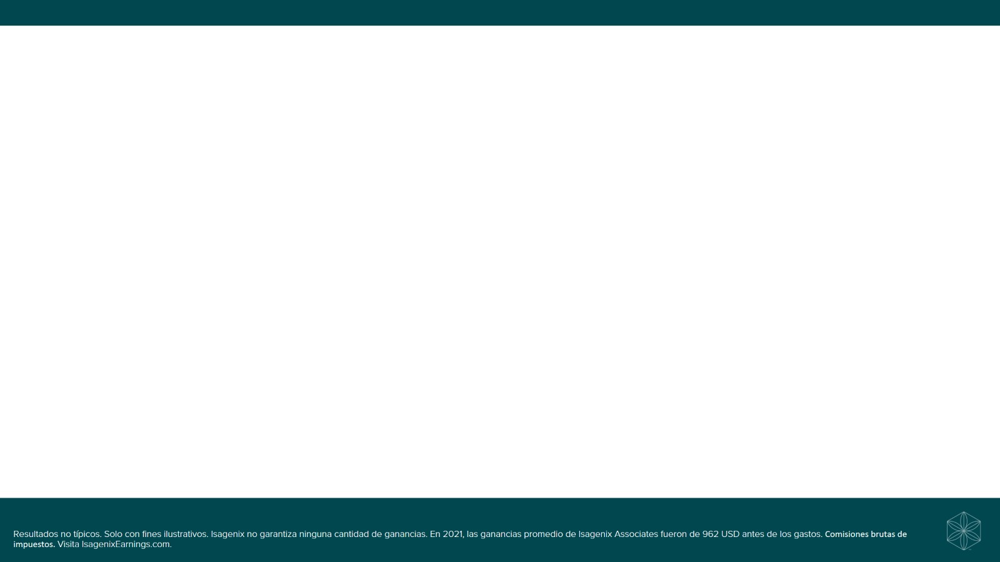 Resultados no típicos. Solo con fines ilustrativos. Isagenix no garantiza ninguna cantidad de ganancias. En 2021, las ganancias promedio de Isagenix Associates fueron de 962 USD antes de los gastos. Comisiones brutas de
impuestos. Visita IsagenixEarnings.com.